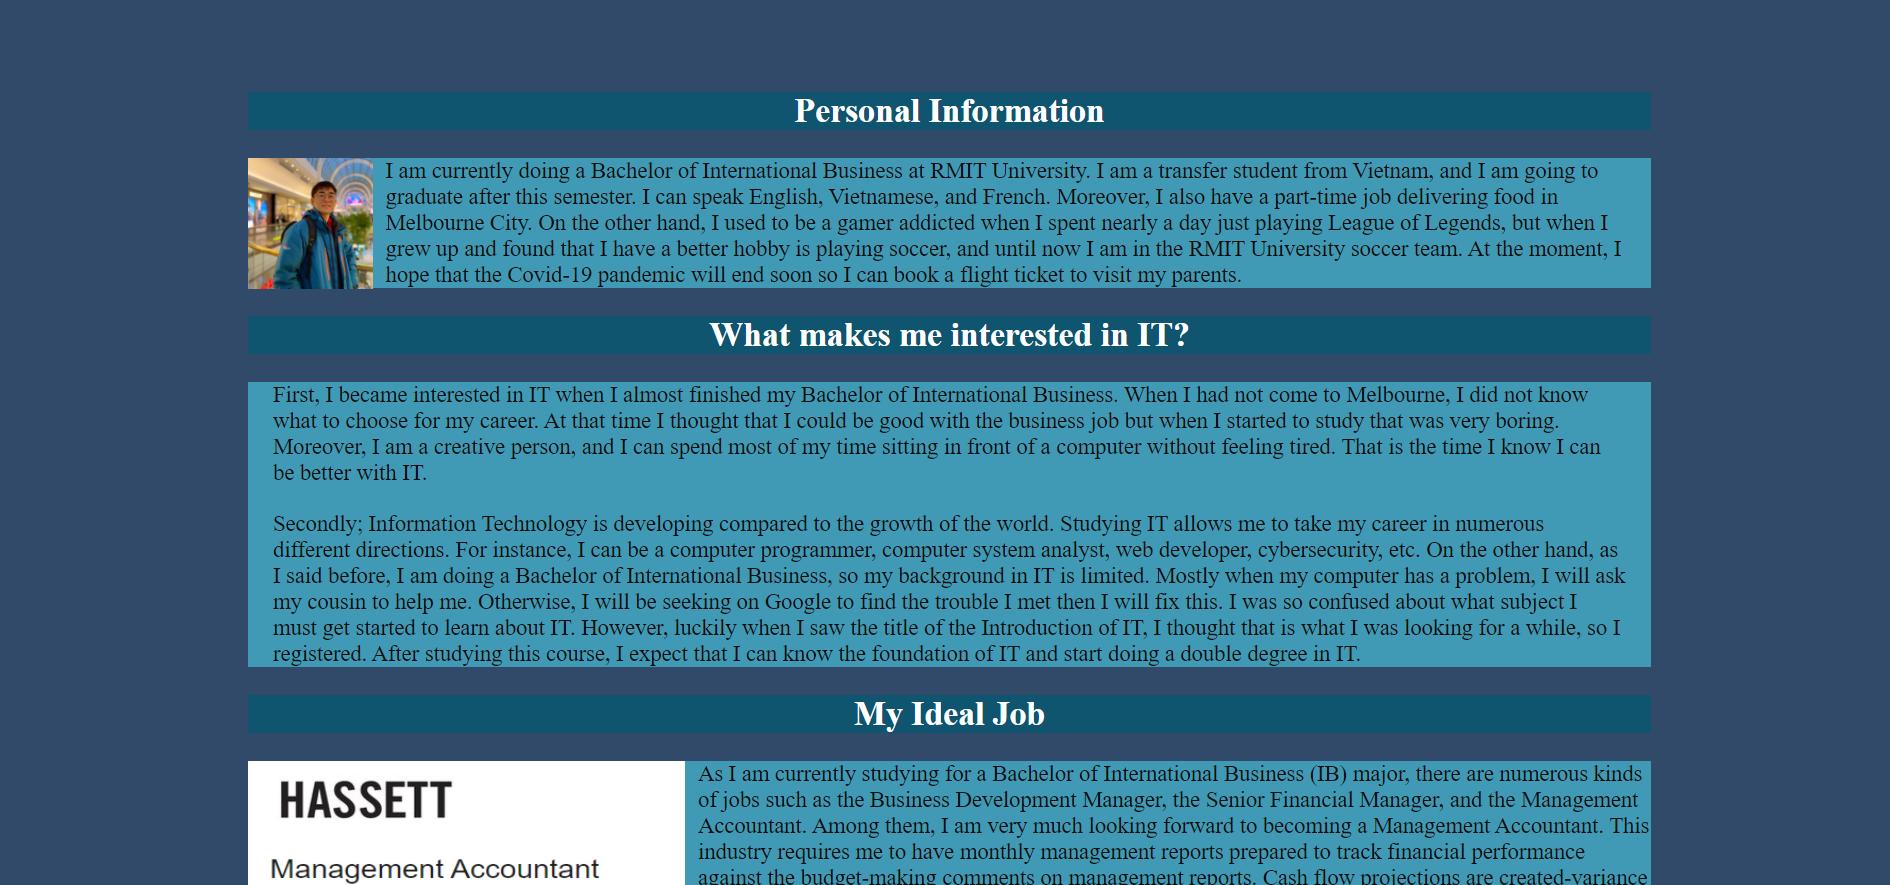 Personal Information
I am currently doing a Bachelor of International Business at RMIT University. I am a transfer student from Vietnam, and I am going to
graduate after this semester. I can speak English, Vietnamese, and French. Moreover, I also have a part-time job delivering food in
Melbourne City. On the other hand, I used to be a gamer addicted when I spent nearly a day just playing League of Legends, but when I
grew up and found that I have a better hobby is playing soccer, and until now I am in the RMIT University soccer team. At the moment, I
hope that the Covid-19 pandemic will end soon so I can book a flight ticket to visit my parents.
What makes me interested in IT?
First, I became interested in IT when I almost finished my Bachelor of International Business. When I had not come to Melbourne, I did not know
what to choose for my career. At that time I thought that I could be good with the business job but when I started to study that was very boring.
Moreover, I am a creative person, and I can spend most of my time sitting in front of a computer without feeling tired. That is the time I know I can
be better with IT.
Secondly; Information Technology is developing compared to the growth of the world. Studying IT allows me to take my career in numerous
different directions. For instance, I can be a computer programmer, computer system analyst, web developer, cybersecurity, etc. On the other hand, as
I said before, I am doing a Bachelor of International Business, so my background in IT is limited. Mostly when my computer has a problem, I will ask
my cousin to help me. Otherwise, I will be seeking on Google to find the trouble I met then I will fix this. I was so confused about what subject I
must get started to learn about IT. However, luckily when I saw the title of the Introduction of IT, I thought that is what I was looking for a while, so I
registered. After studying this course, I expect that I can know the foundation of IT and start doing a double degree in IT.
My Ideal Job
HASSETT
Management Accountant
As I am currently studying for a Bachelor of International Business (IB) major, there are numerous kinds
of jobs such as the Business Development Manager, the Senior Financial Manager, and the Management
Accountant. Among them, I am very much looking forward to becoming a Management Accountant. This
industry requires me to have monthly management reports prepared to track financial performance
against the budget-making comments on management reports. Cash flow projections are created-variance